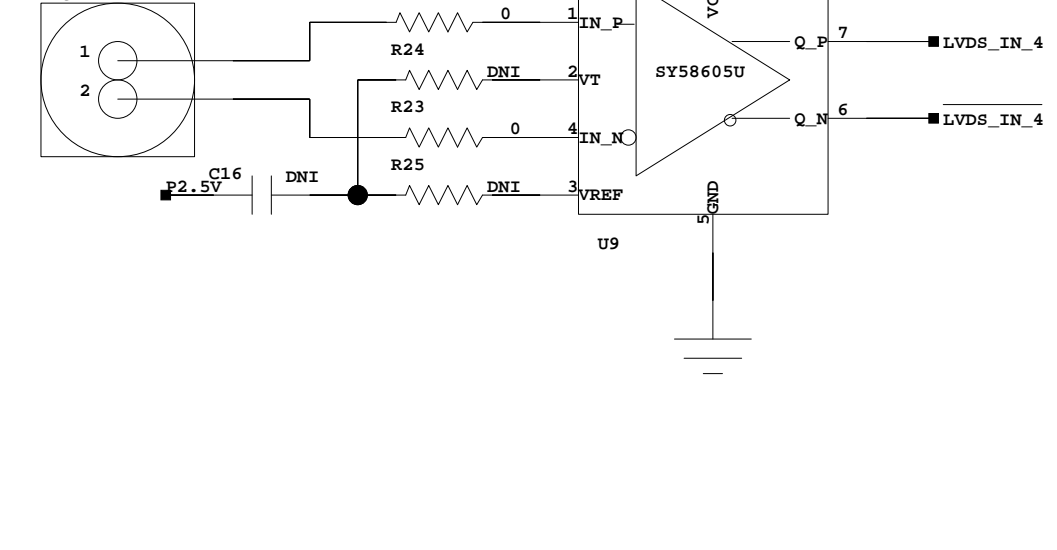 0
1
IN_P
R24
1
7
Q_P
LVDS_IN_4
DNI
2
VT
SY58605U
2
R23
0
4
IN_N
6
Q_N
LVDS_IN_4
R25
C16
DNI
P2.5V
DNI
3
VREF
GND
5
U9